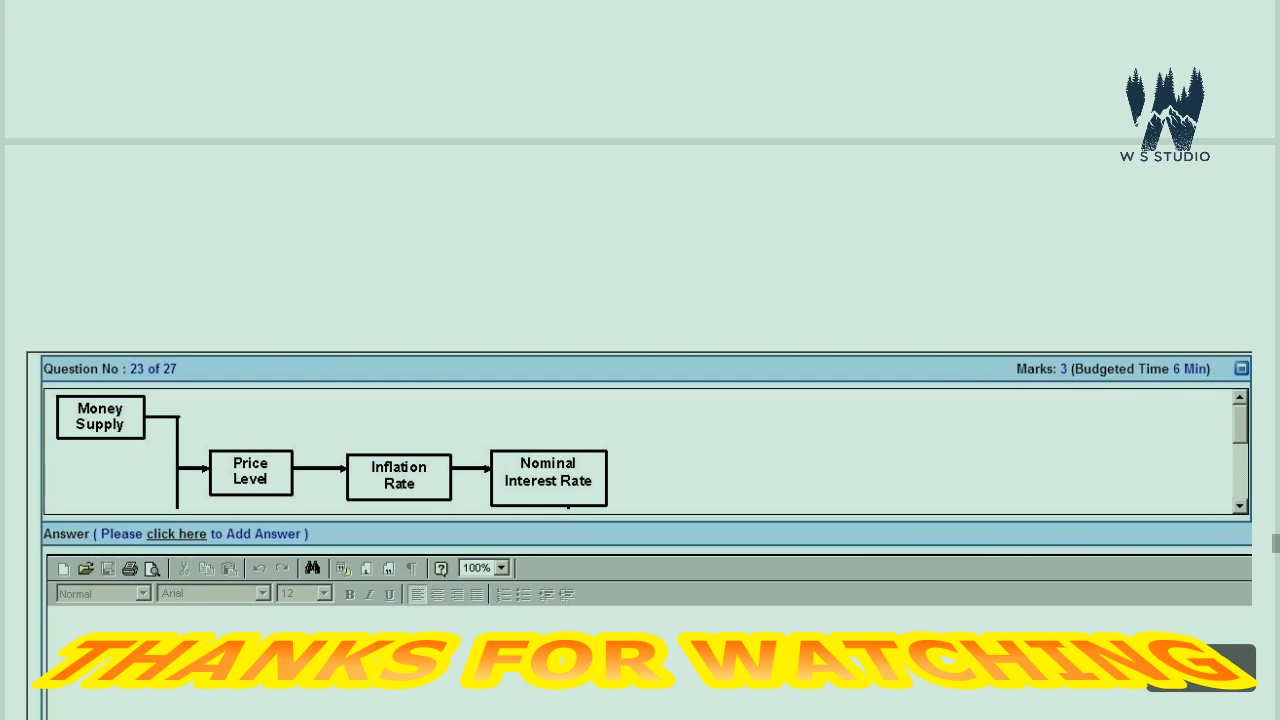 W S STUDIO
Question No : 23 of 27
Marks: 3 (Budgeted Time 6 Min)
Money
Supply
Price
Level
Inflation
Rate
Nominal
Interest Rate
Answer ( Please click here to Add Answer )
100%
Normal
Arial
12
B I U
THANKS FOR WATCHING